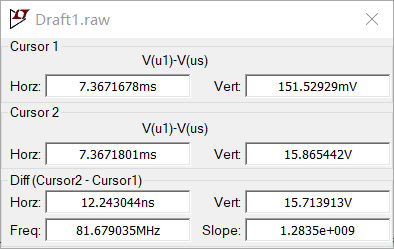 Draft1.raw
Cursor 1
V(u1)-V(us)
Horz: 7.3671678ms Vert: 151.52929mV
Cursor 2
V(u1)-V(us)
Horz: 7.3671801ms Vert: 15.865442V
Diff (Cursor2 - Cursor1)
Horz: 12.243044ns Vert: 15.713913V
Freq: 81.679035MHz Slope: 1.2835e+009